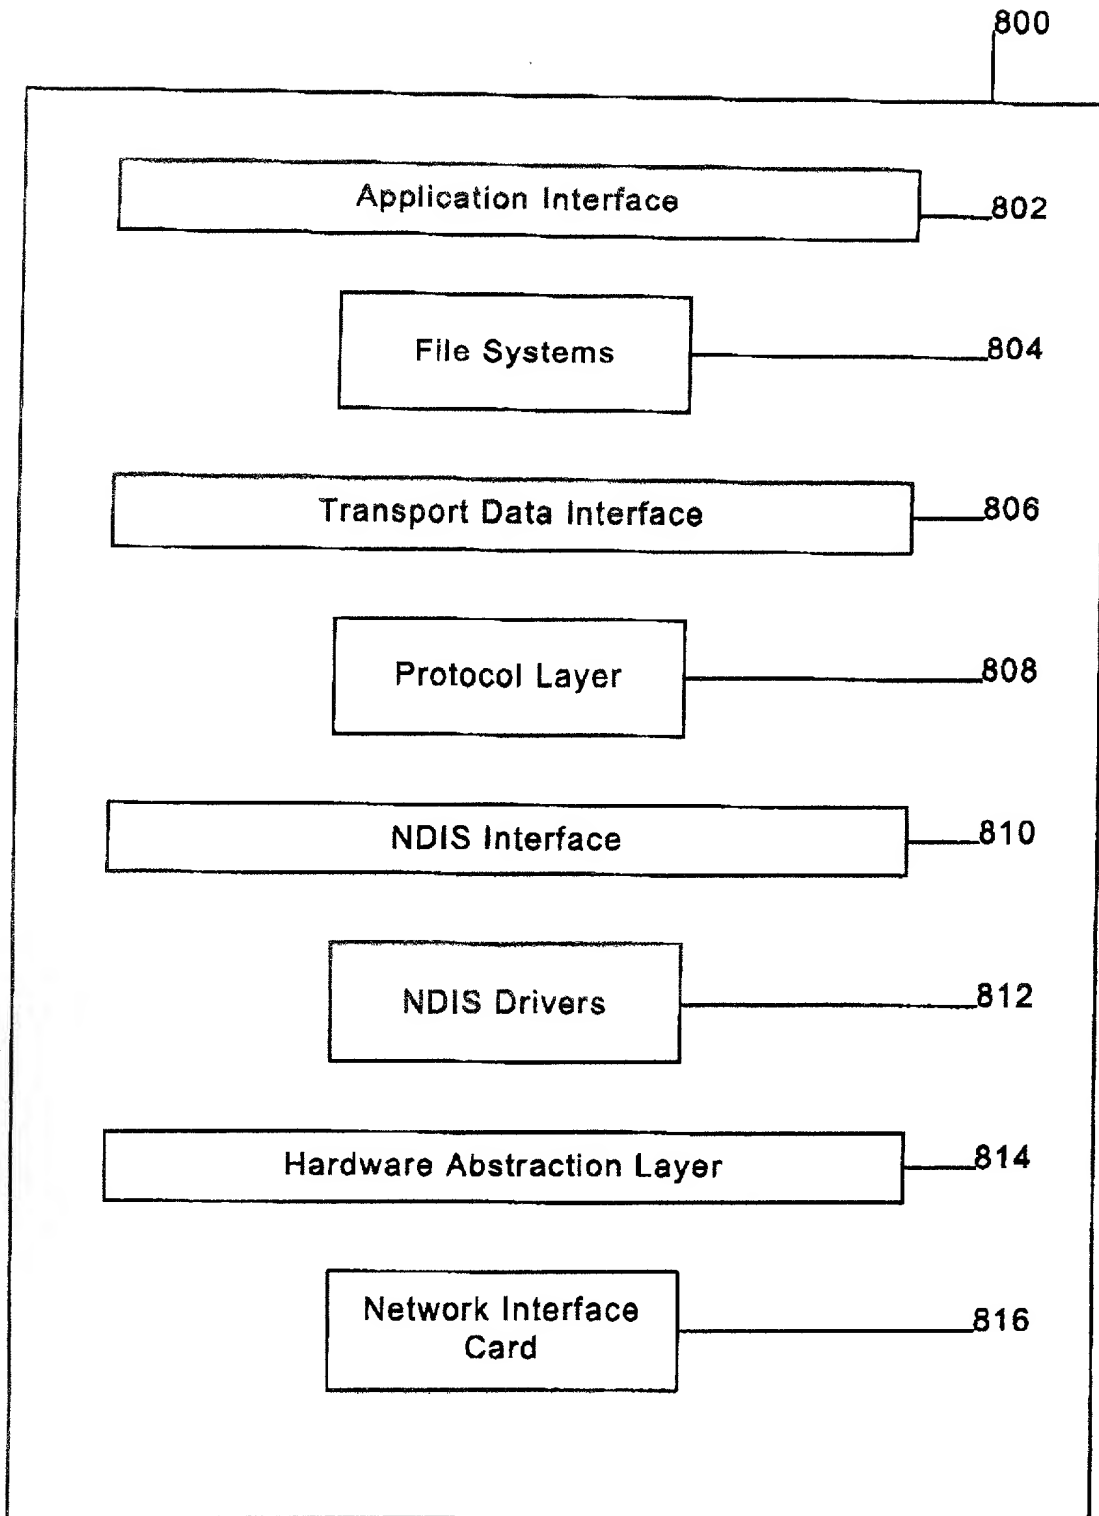 800
Application Interface
802
File Systems
804
Transport Data Interface
806
Protocol Layer
808
NDIS Interface
810
NDIS Drivers
812
Hardware Abstraction Layer
814
Network Interface
Card
816